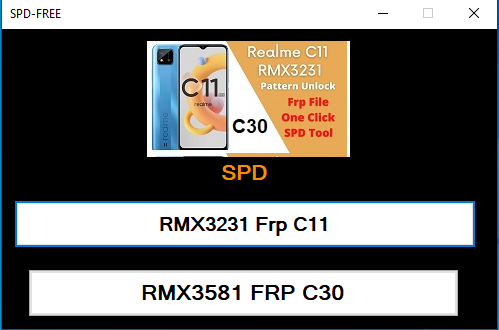 SPD-FREE
Realme C11
RMX3231
Pattern Unlock
Frp File
One Click
SPD Tool
C11
realme
C30
realme
SPD
RMX3231 Frp C11
RMX3581 FRP C30